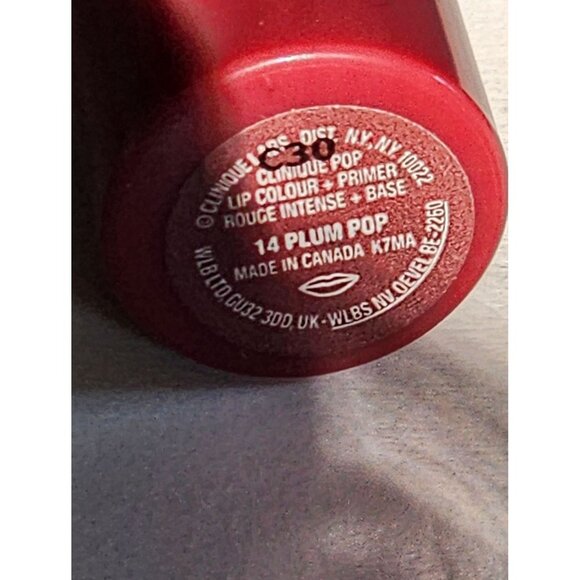 © CLINIQUE LABS, DIST. N.Y., NY 10022
C30
CLINIQUE POP
LIP COLOUR + PRIMER
ROUGE INTENSE + BASE
14 PLUM POP
MADE IN CANADA K7MA
WLB LTD, GU32 3DD, UK - WLBS NV, OEVEL BE-2260